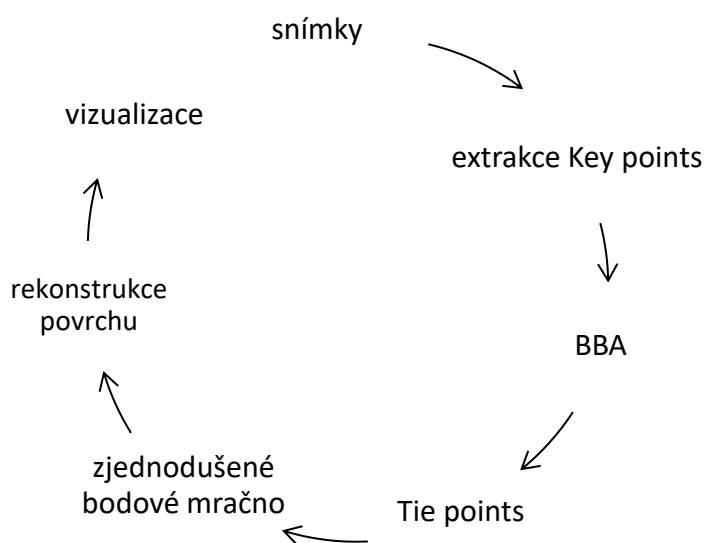 snímky
extrakce Key points
BBA
Tie points
zjednodušené
bodové mračno
rekonstrukce
povrchu
vizualizace